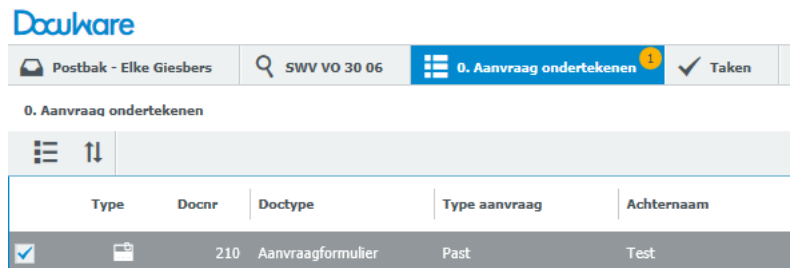 DocuWare
Postbak - Elke Giesbers SWV VO 30 06 0. Aanvraag ondertekenen 1 Taken
0. Aanvraag ondertekenen
Type Docnr Doctype Type aanvraag Achternaam
210 Aanvraagformulier Past Test